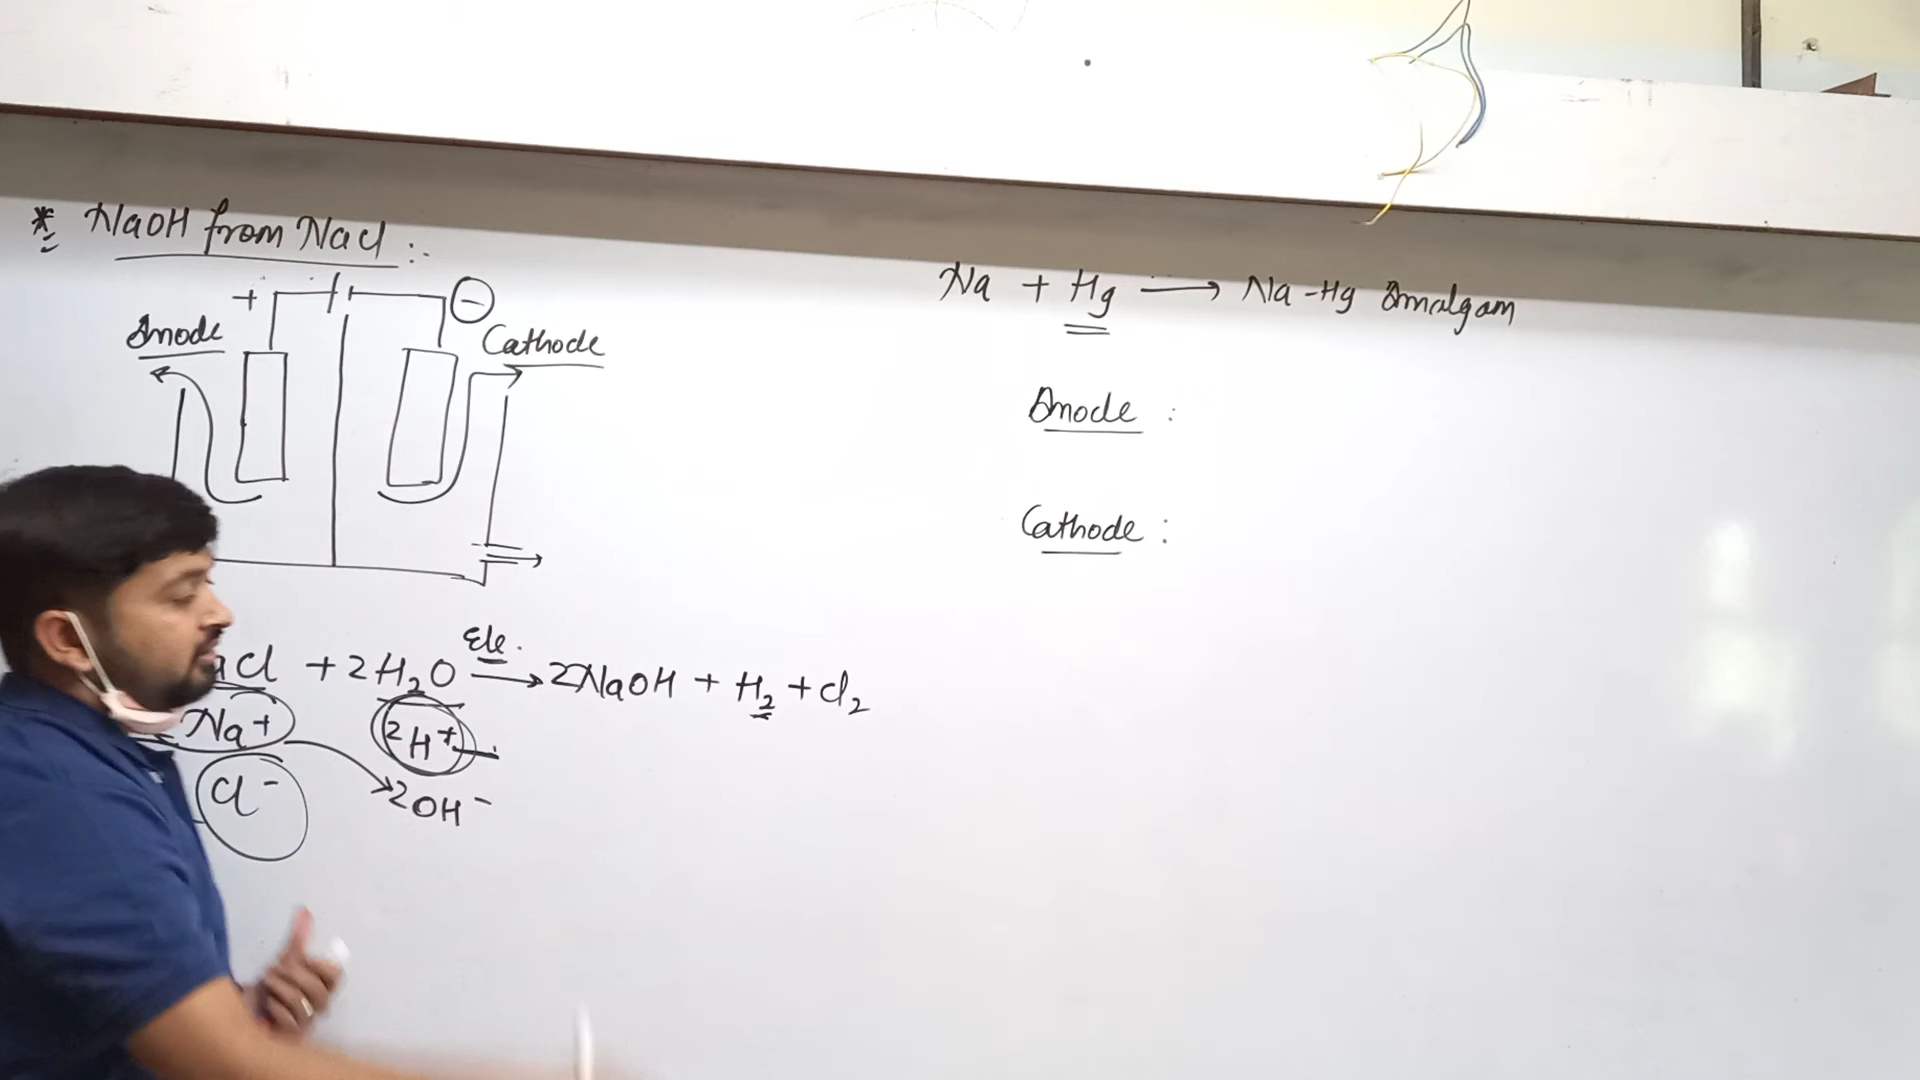 * NaOH from NaCl :-
+ -
Anode
Cathode
aCl + 2H₂O Ele. → 2NaOH + H₂ + Cl₂
Na+ 2H+
Cl- 2OH-
Na + Hg → Na-Hg Amalgam
Anode :
Cathode :